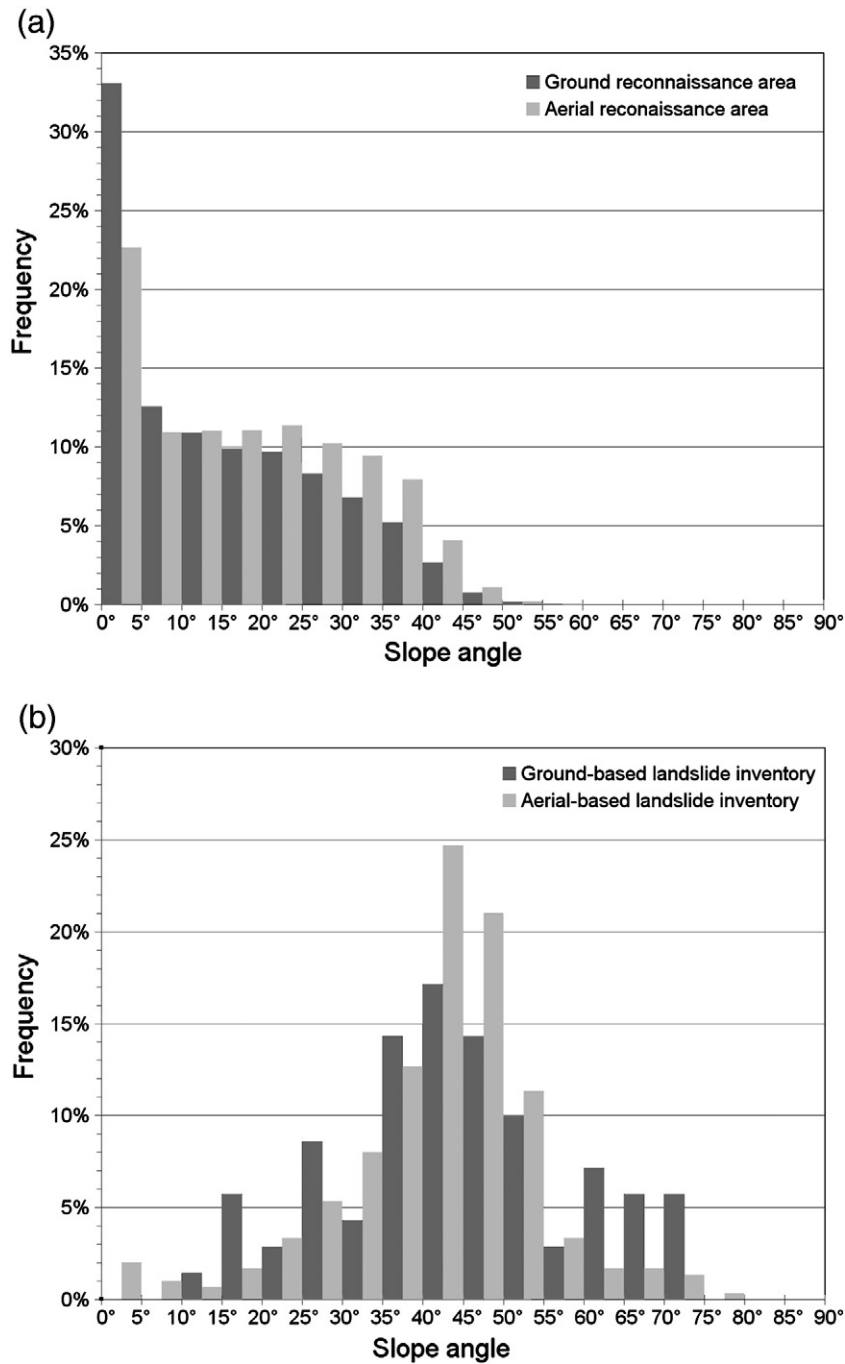 (a)
35%
30%
25%
20%
15%
10%
5%
0%
Frequency
Ground reconnaissance area
Aerial reconaissance area
0° 5° 10° 15° 20° 25° 30° 35° 40° 45° 50° 55° 60° 65° 70° 75° 80° 85° 90°
Slope angle
(b)
30%
25%
20%
15%
10%
5%
0%
Frequency
Ground-based landslide inventory
Aerial-based landslide inventory
0° 5° 10° 15° 20° 25° 30° 35° 40° 45° 50° 55° 60° 65° 70° 75° 80° 85° 90°
Slope angle